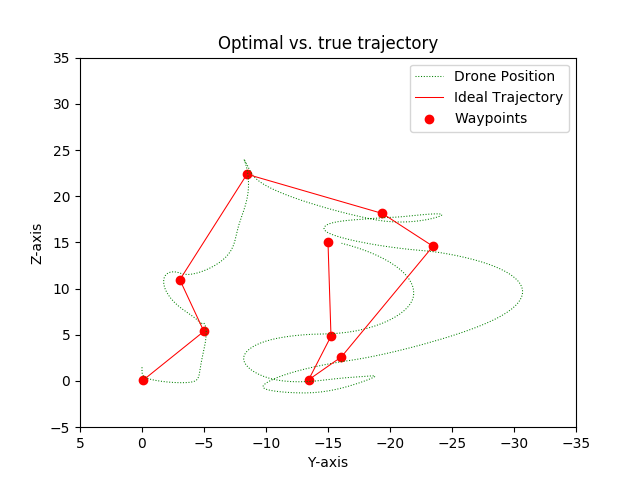 Optimal vs. true trajectory
Drone Position
Ideal Trajectory
Waypoints
35
30
25
20
15
10
5
0
−5
Z-axis
5 0 −5 −10 −15 −20 −25 −30 −35
Y-axis